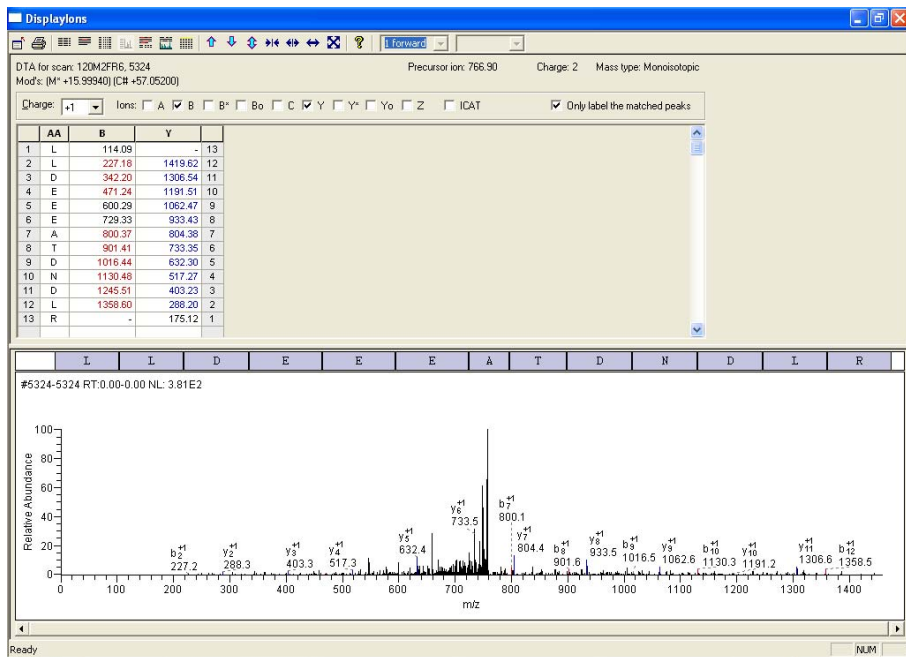 DisplayIons
1 forward
DTA for scan: 120M2FR6, 5324 Precursor ion: 766.90 Charge: 2 Mass type: Monoisotopic
Mod's: (M* +15.99940) (C# +57.05200)
Charge: +1 Ions: A B B* Bo C Y Y* Yo Z ICAT Only label the matched peaks
AA B Y
1 L 114.09 - 13
2 L 227.18 1419.62 12
3 D 342.20 1306.54 11
4 E 471.24 1191.51 10
5 E 600.29 1062.47 9
6 E 729.33 933.43 8
7 A 800.37 804.38 7
8 T 901.41 733.35 6
9 D 1016.44 632.30 5
10 N 1130.48 517.27 4
11 D 1245.51 403.23 3
12 L 1358.60 288.20 2
13 R - 175.12 1
L L D E E E A T D N D L R
#5324-5324 RT:0.00-0.00 NL: 3.81E2
Relative Abundance
100
80
60
40
20
0
b2+1 227.2
y2+1 288.3
y3+1 403.3
y4+1 517.3
y5+1 632.4
y6+1 733.5
b7+1 800.1
y7+1 804.4
b8+1 901.6
y8+1 933.5
b9+1 1016.5
y9+1 1062.6
b10+1 1130.3
y10+1 1191.2
y11+1 1306.6
b12+1 1358.5
0 100 200 300 400 500 600 700 800 900 1000 1100 1200 1300 1400
m/z
Ready NUM